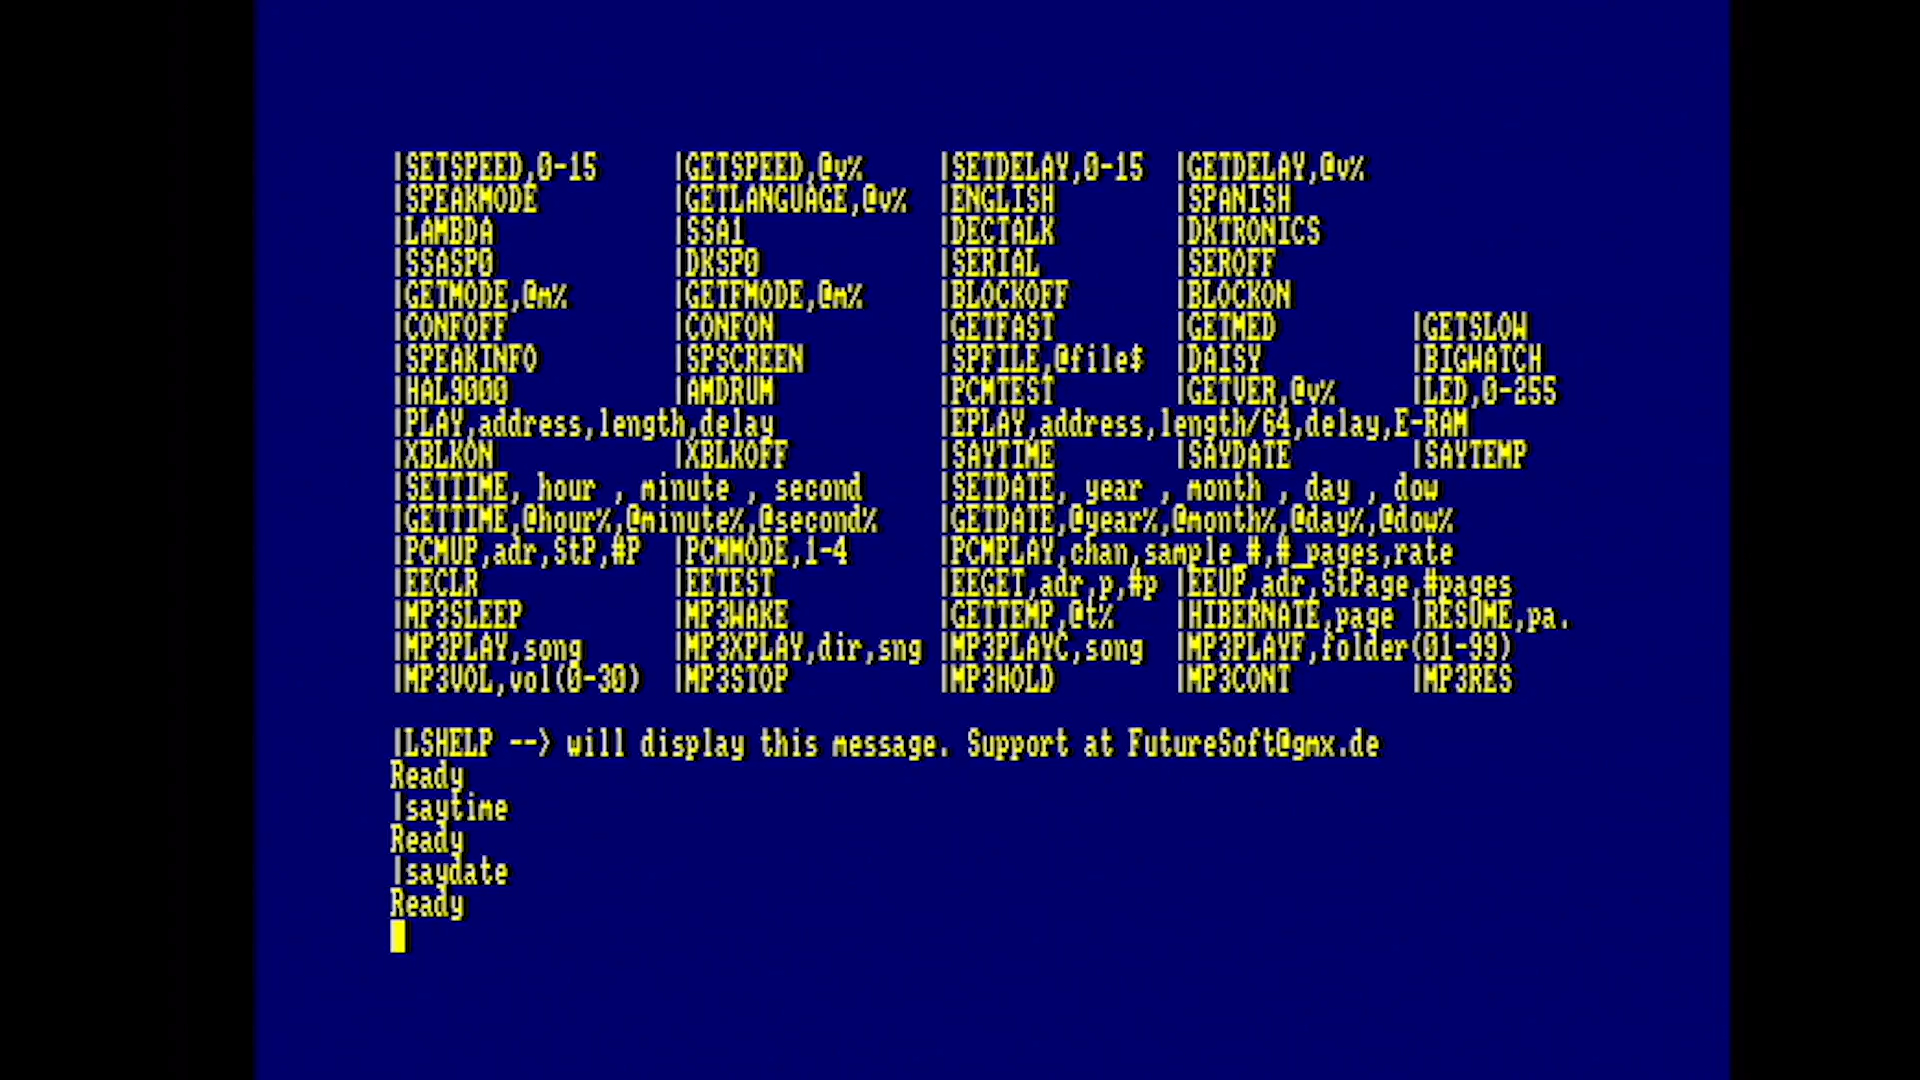 |SETSPEED,0-15 |GETSPEED,@v% |SETDELAY,0-15 |GETDELAY,@v%
|SPEAKMODE |GETLANGUAGE,@v% |ENGLISH |SPANISH
|LAMBDA |SSA1 |DECTALK |DKTRONICS
|SSASP0 |DKSP0 |SERIAL |SEROFF
|GETMODE,@m% |GETFMODE,@m% |BLOCKOFF |BLOCKON
|CONFOFF |CONFON |GETFAST |GETMED |GETSLOW
|SPEAKINFO |SPSCREEN |SPFILE,@file$ |DAISY |BIGWATCH
|HAL9000 |AMDRUM |PCMTEST |GETVER,@v% |LED,0-255
|PLAY,address,length,delay |EPLAY,address,length/64,delay,E-RAM
|XBLKON |XBLKOFF |SAYTIME |SAYDATE |SAYTEMP
|SETTIME, hour , minute , second |SETDATE, year , month , day , dow
|GETTIME,@hour%,@minute%,@second% |GETDATE,@year%,@month%,@day%,@dow%
|PCMUP,adr,StP,#P |PCMMODE,1-4 |PCMPLAY,chan,sample_#,#_pages,rate
|EECLR |EETEST |EEGET,adr,p,#p |EEUP,adr,StPage,#pages
|MP3SLEEP |MP3WAKE |GETTEMP,@t% |HIBERNATE,page |RESUME,pa.
|MP3PLAY,song |MP3XPLAY,dir,sng |MP3PLAYC,song |MP3PLAYF,folder(01-99)
|MP3VOL,vol(0-30) |MP3STOP |MP3HOLD |MP3CONT |MP3RES
|LSHELP --> will display this message. Support at FutureSoft@gmx.de
Ready
|saytime
Ready
|saydate
Ready